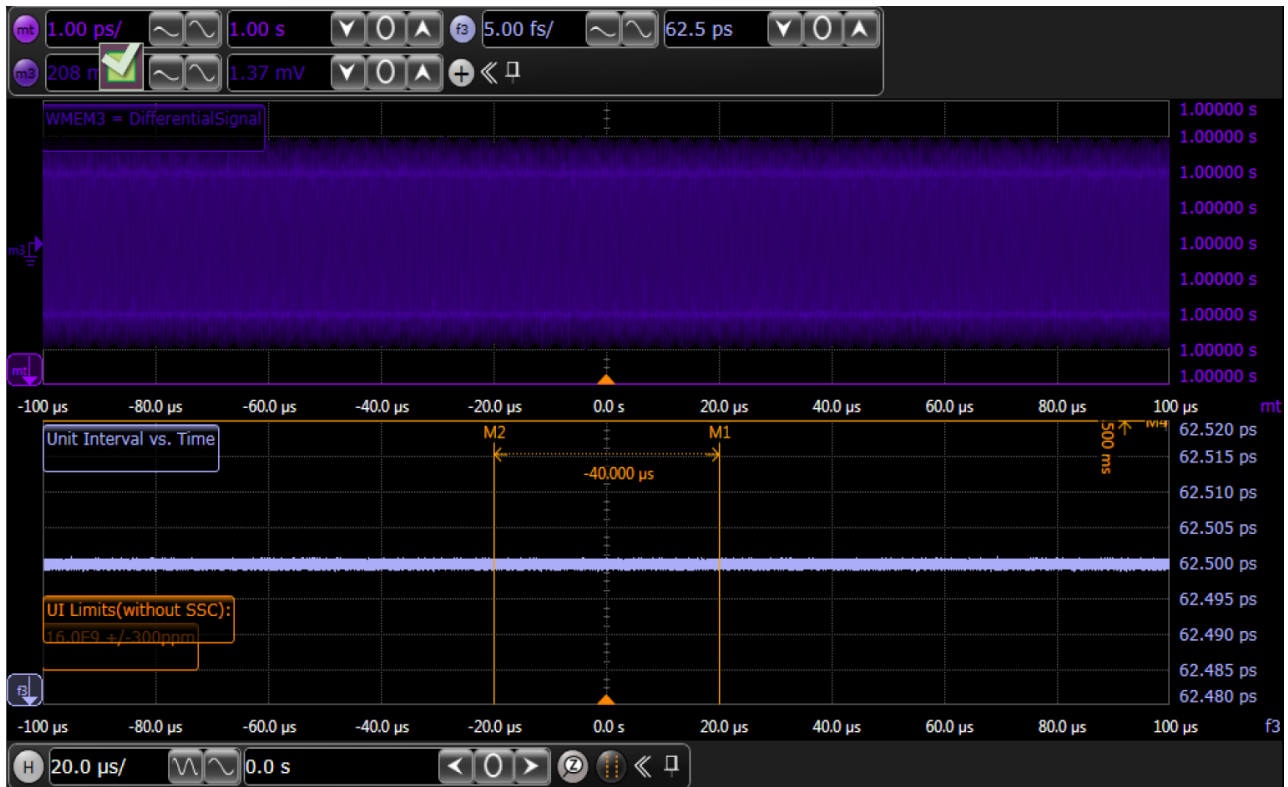 mt 1.00 ps/ 1.00 s f3 5.00 fs/ 62.5 ps
m3 208 m 1.37 mV
WMEM3 = DifferentialSignal
1.00000 s
1.00000 s
1.00000 s
1.00000 s
1.00000 s
1.00000 s
1.00000 s
1.00000 s
1.00000 s
m3
mt
-100 µs -80.0 µs -60.0 µs -40.0 µs -20.0 µs 0.0 s 20.0 µs 40.0 µs 60.0 µs 80.0 µs 100 µs mt
Unit Interval vs. Time
M2 M1
-40.000 µs
500 ms
M4
62.520 ps
62.515 ps
62.510 ps
62.505 ps
62.500 ps
62.495 ps
62.490 ps
62.485 ps
62.480 ps
UI Limits(without SSC):
16.0E9 +/-300ppm
f3
-100 µs -80.0 µs -60.0 µs -40.0 µs -20.0 µs 0.0 s 20.0 µs 40.0 µs 60.0 µs 80.0 µs 100 µs f3
H 20.0 µs/ 0.0 s Z